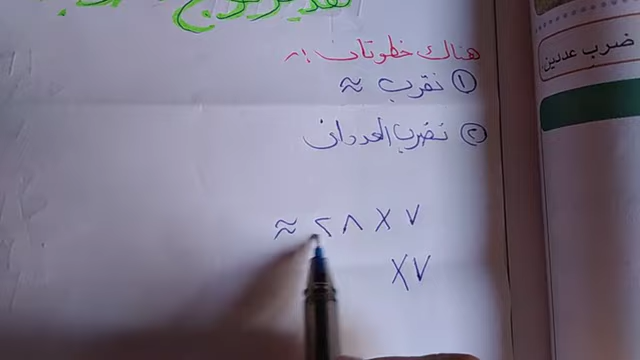 هناك خطوتان :~
① نقرب ≈
② نضرب العددان
٧ × ٢٨ ≈
٧ ×
ضرب عددين